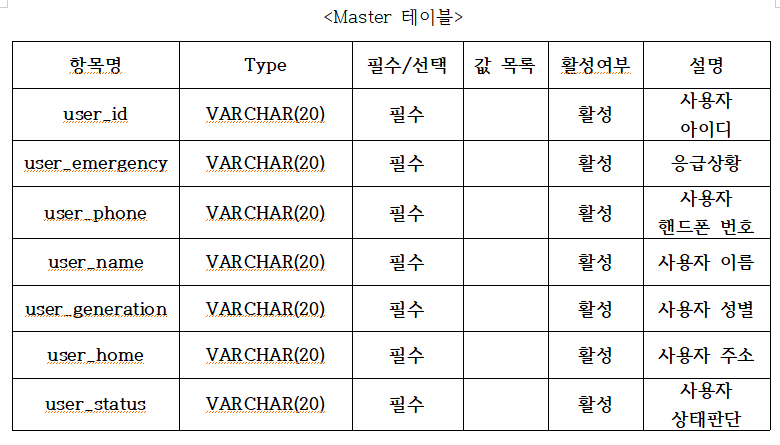 <Master 테이블>
항목명 Type 필수/선택 값 목록 활성여부 설명
user_id VARCHAR(20) 필수 활성 사용자
아이디
user_emergency VARCHAR(20) 필수 활성 응급상황
user_phone VARCHAR(20) 필수 활성 사용자
핸드폰 번호
user_name VARCHAR(20) 필수 활성 사용자 이름
user_generation VARCHAR(20) 필수 활성 사용자 성별
user_home VARCHAR(20) 필수 활성 사용자 주소
user_status VARCHAR(20) 필수 활성 사용자
상태판단